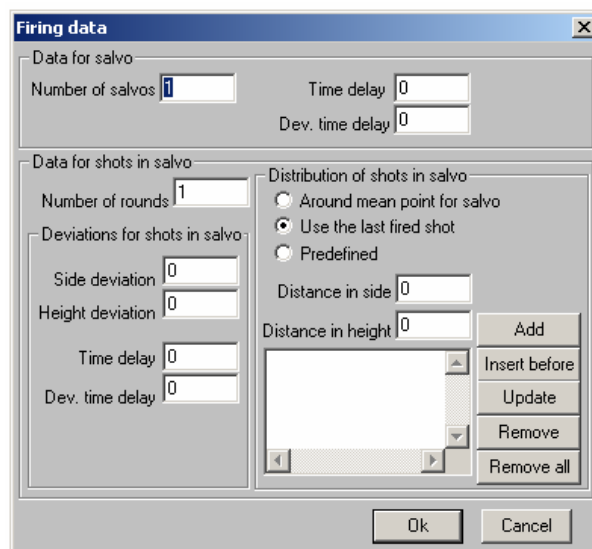 Firing data
Data for salvo
Number of salvos 1
Time delay 0
Dev. time delay 0
Data for shots in salvo
Number of rounds 1
Deviations for shots in salvo
Side deviation 0
Height deviation 0
Time delay 0
Dev. time delay 0
Distribution of shots in salvo
Around mean point for salvo
Use the last fired shot
Predefined
Distance in side 0
Distance in height 0
Add
Insert before
Update
Remove
Remove all
Ok
Cancel